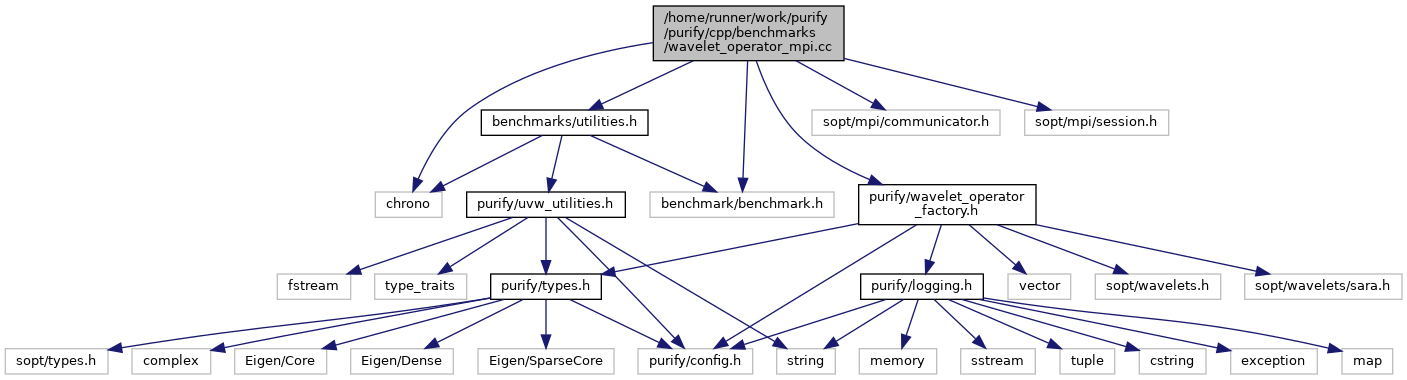 /home/runner/work/purify
/purify/cpp/benchmarks
/wavelet_operator_mpi.cc
benchmarks/utilities.h
sopt/mpi/communicator.h
sopt/mpi/session.h
chrono
purify/uvw_utilities.h
benchmark/benchmark.h
purify/wavelet_operator
_factory.h
fstream
type_traits
purify/types.h
purify/logging.h
vector
sopt/wavelets.h
sopt/wavelets/sara.h
sopt/types.h
complex
Eigen/Core
Eigen/Dense
Eigen/SparseCore
purify/config.h
string
memory
sstream
tuple
cstring
exception
map